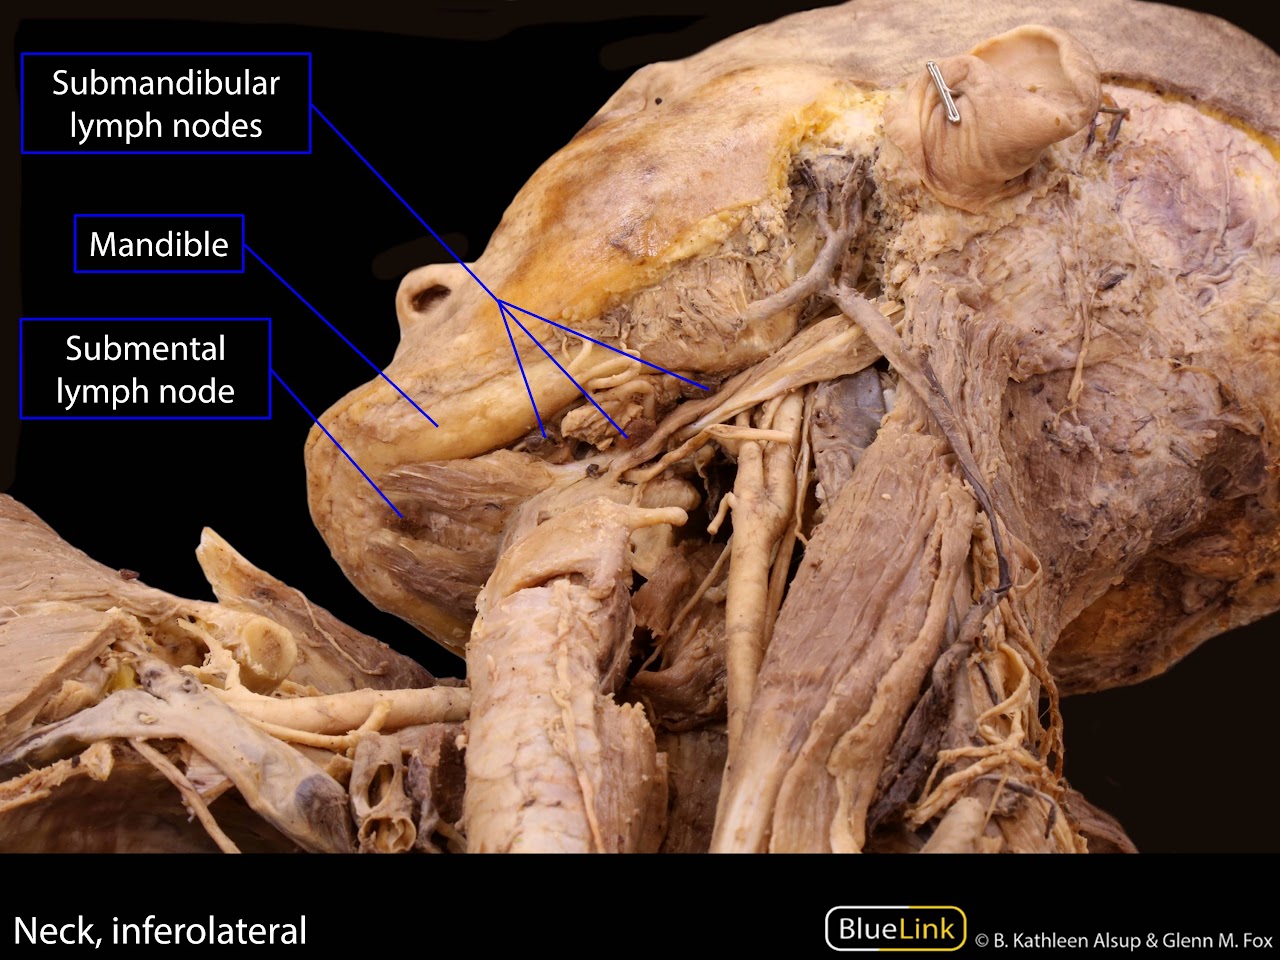 Submandibular
lymph nodes
Mandible
Submental
lymph node
Neck, inferolateral
BlueLink © B. Kathleen Alsup & Glenn M. Fox